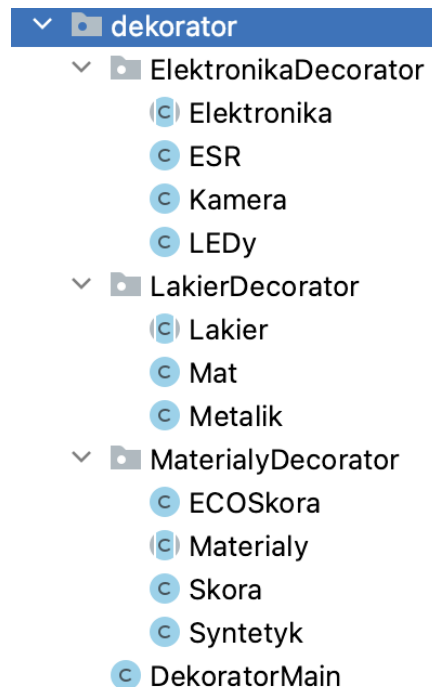 dekorator
ElektronikaDecorator
C Elektronika
C ESR
C Kamera
C LEDy
LakierDecorator
C Lakier
C Mat
C Metalik
MaterialyDecorator
C ECOSkora
C Materialy
C Skora
C Syntetyk
C DekoratorMain